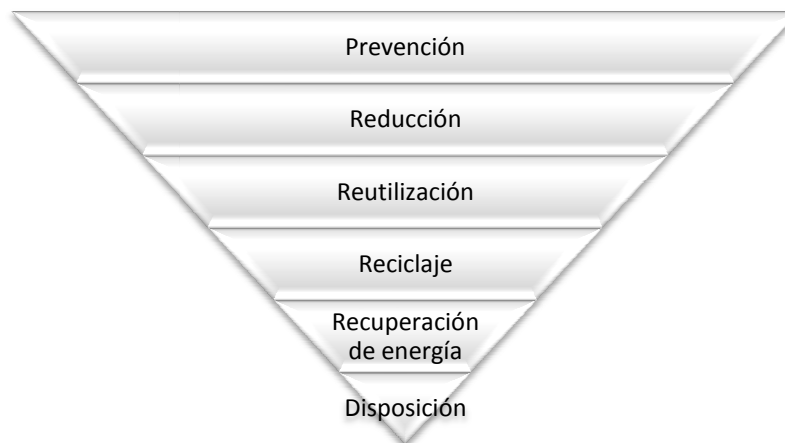 Prevención
Reducción
Reutilización
Reciclaje
Recuperación
de energía
Disposición